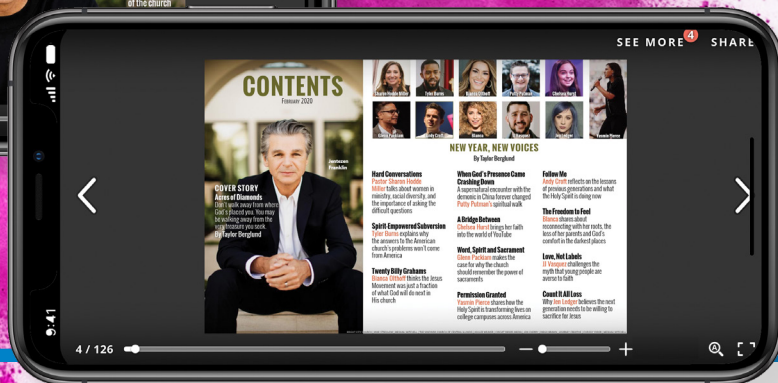 of the church
SEE MORE 4 SHARE
CONTENTS
FEBRUARY 2020
Jentezen
Franklin
COVER STORY
Acres of Diamonds
Don't walk away from where
God's placed you. You may
be walking away from the
very treasure you seek.
By Taylor Berglund
Sharon Hodde Miller
Tyler Burns
Bianca Olthoff
Patty Putman
Chelsea Hurst
Glenn Packiam
Andy Croft
Bianca
JJ Vasquez
Jon Ledger
Yasmin Pierce
NEW YEAR, NEW VOICES
By Taylor Berglund
Hard Conversations
Pastor Sharon Hodde
Miller talks about women in
ministry, racial diversity, and
the importance of asking the
difficult questions
Spirit-Empowered Subversion
Tyler Burns explains why
the answers to the American
church's problems won't come
from America
Twenty Billy Grahams
Bianca Olthoff thinks the Jesus
Movement was just a fraction
of what God will do next in
His church
When God's Presence Came
Crashing Down
A supernatural encounter with the
demonic in China forever changed
Patty Putman's spiritual walk
A Bridge Between
Chelsea Hurst brings her faith
into the world of YouTube
Word, Spirit and Sacrament
Glenn Packiam makes the
case for why the church
should remember the power of
sacraments
Permission Granted
Yasmin Pierce shares how the
Holy Spirit is transforming lives on
college campuses across America
Follow Me
Andy Croft reflects on the lessons
of previous generations and what
the Holy Spirit is doing now
The Freedom to Feel
Bianca shares about
reconnecting with her roots, the
loss of her parents and God's
comfort in the darkest places
Love, Not Labels
JJ Vasquez challenges the
myth that young people are
averse to faith
Count It All Loss
Why Jon Ledger believes the next
generation needs to be willing to
sacrifice for Jesus
9:41
4 / 126